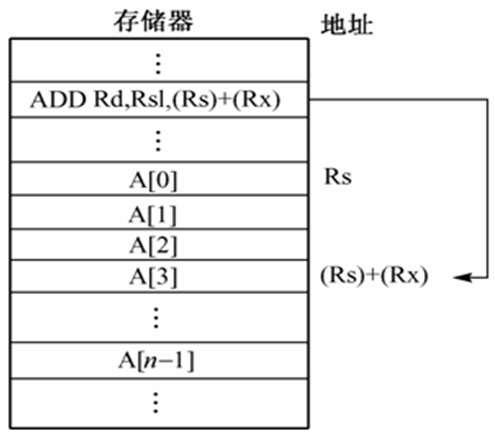 存储器 地址
⋮
ADD Rd,Rsl,(Rs)+(Rx)
⋮
A[0] Rs
A[1]
A[2]
A[3] (Rs)+(Rx)
⋮
A[n−1]
⋮